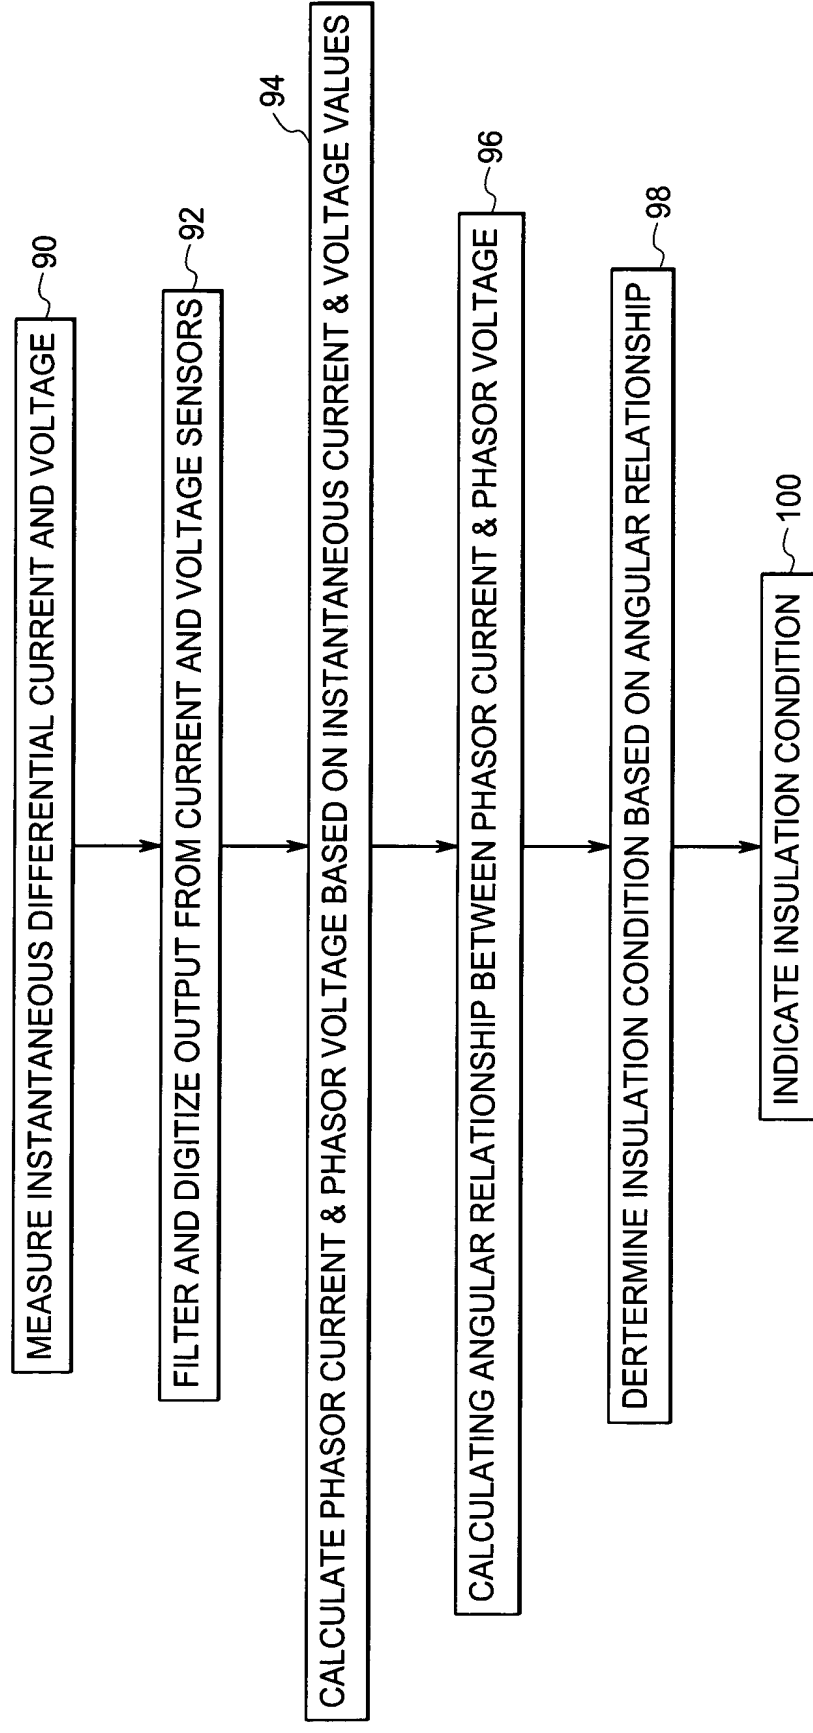 MEASURE INSTANTANEOUS DIFFERENTIAL CURRENT AND VOLTAGE
90
FILTER AND DIGITIZE OUTPUT FROM CURRENT AND VOLTAGE SENSORS
92
CALCULATE PHASOR CURRENT & PHASOR VOLTAGE BASED ON INSTANTANEOUS CURRENT & VOLTAGE VALUES
94
CALCULATING ANGULAR RELATIONSHIP BETWEEN PHASOR CURRENT & PHASOR VOLTAGE
96
DERTERMINE INSULATION CONDITION BASED ON ANGULAR RELATIONSHIP
98
INDICATE INSULATION CONDITION
100